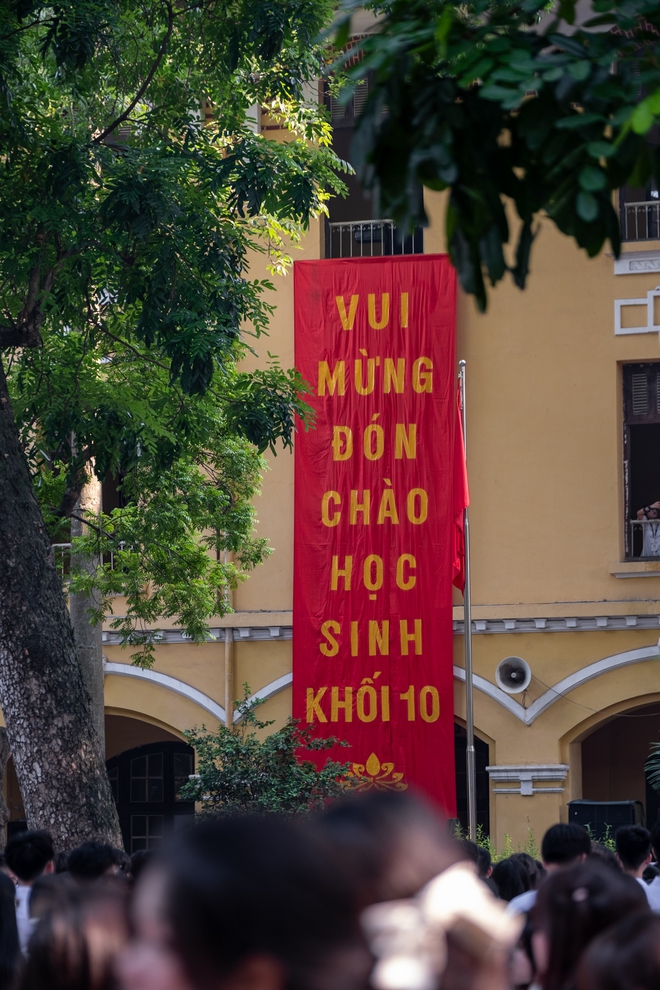 VUI
MỪNG
ĐÓN
CHÀO
HỌC
SINH
KHỐI 10